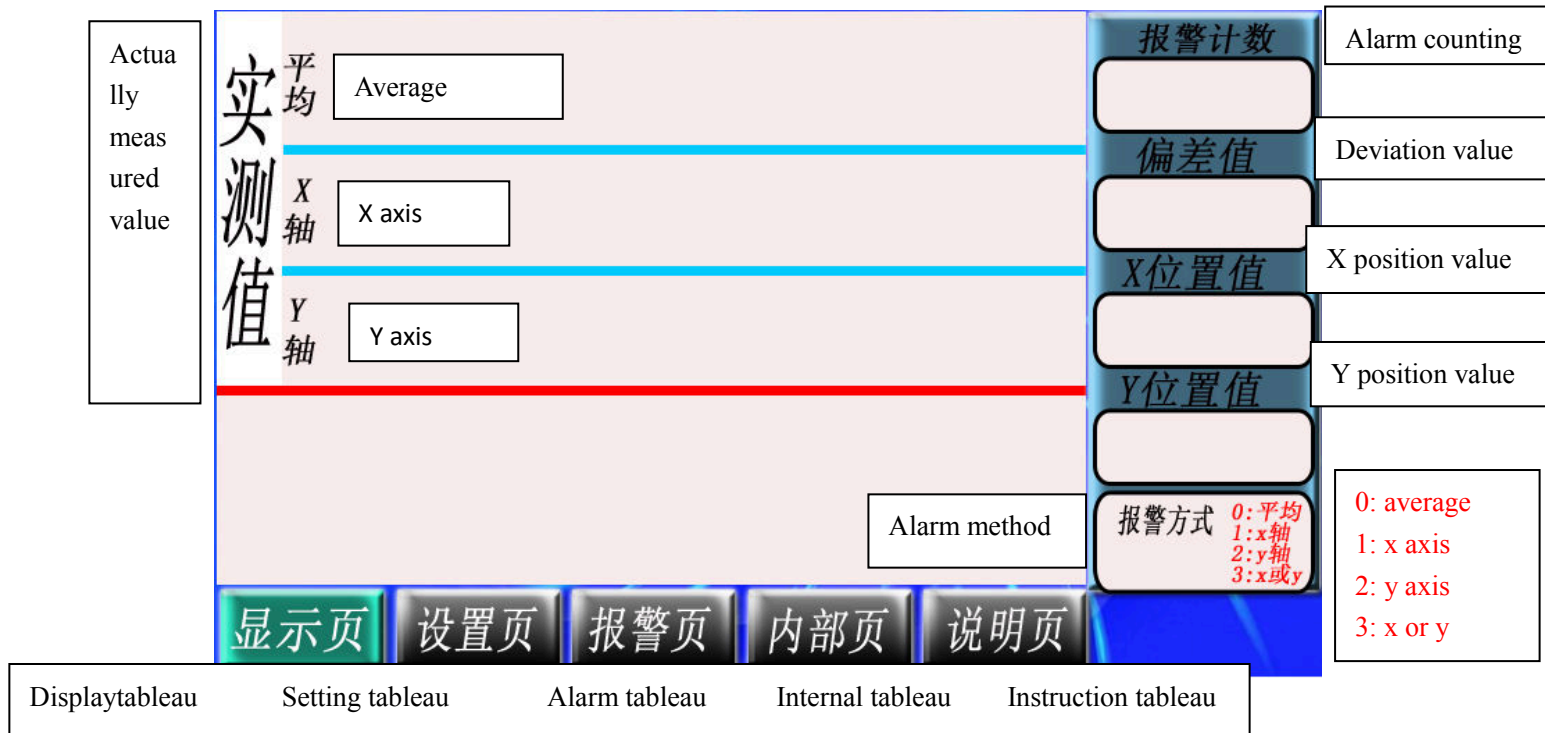 Actua
lly
meas
ured
value
实测值
平均
Average
X轴
X axis
Y轴
Y axis
报警计数
Alarm counting
偏差值
Deviation value
X位置值
X position value
Y位置值
Y position value
Alarm method
报警方式
0:平均
1:x轴
2:y轴
3:x或y
0: average
1: x axis
2: y axis
3: x or y
显示页 设置页 报警页 内部页 说明页
Displaytableau Setting tableau Alarm tableau Internal tableau Instruction tableau